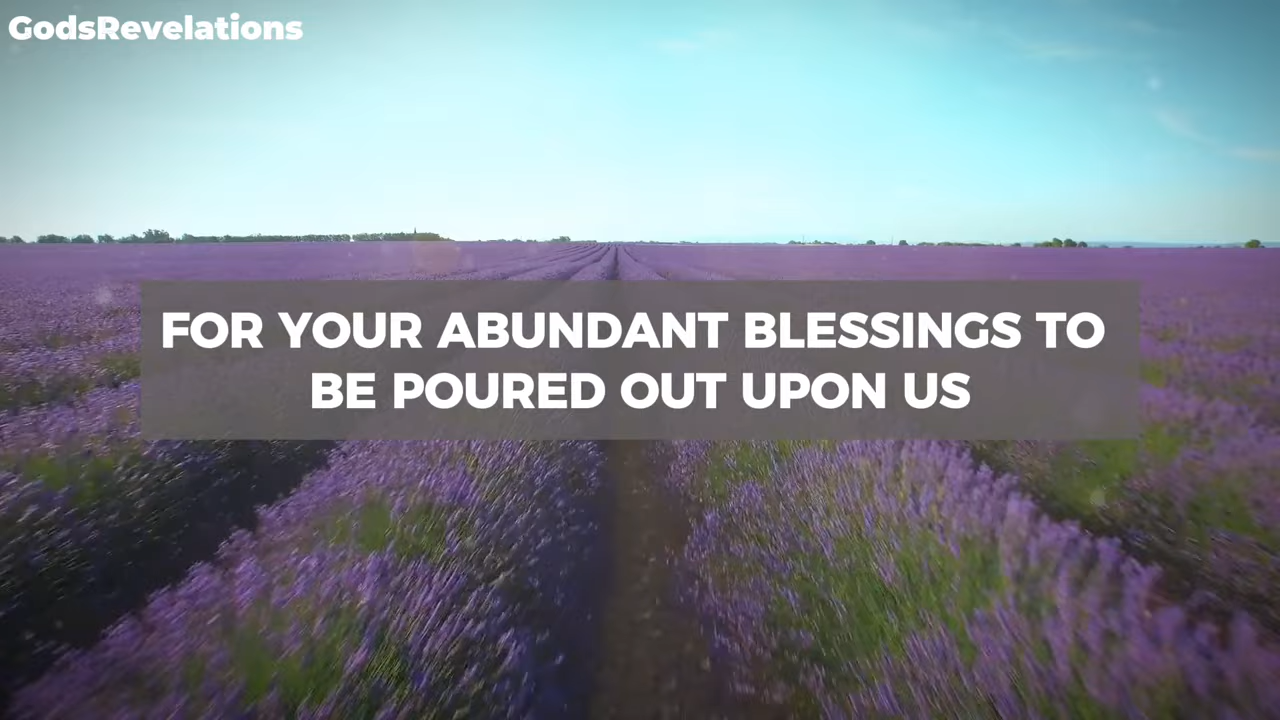 GodsRevelations
FOR YOUR ABUNDANT BLESSINGS TO
BE POURED OUT UPON US